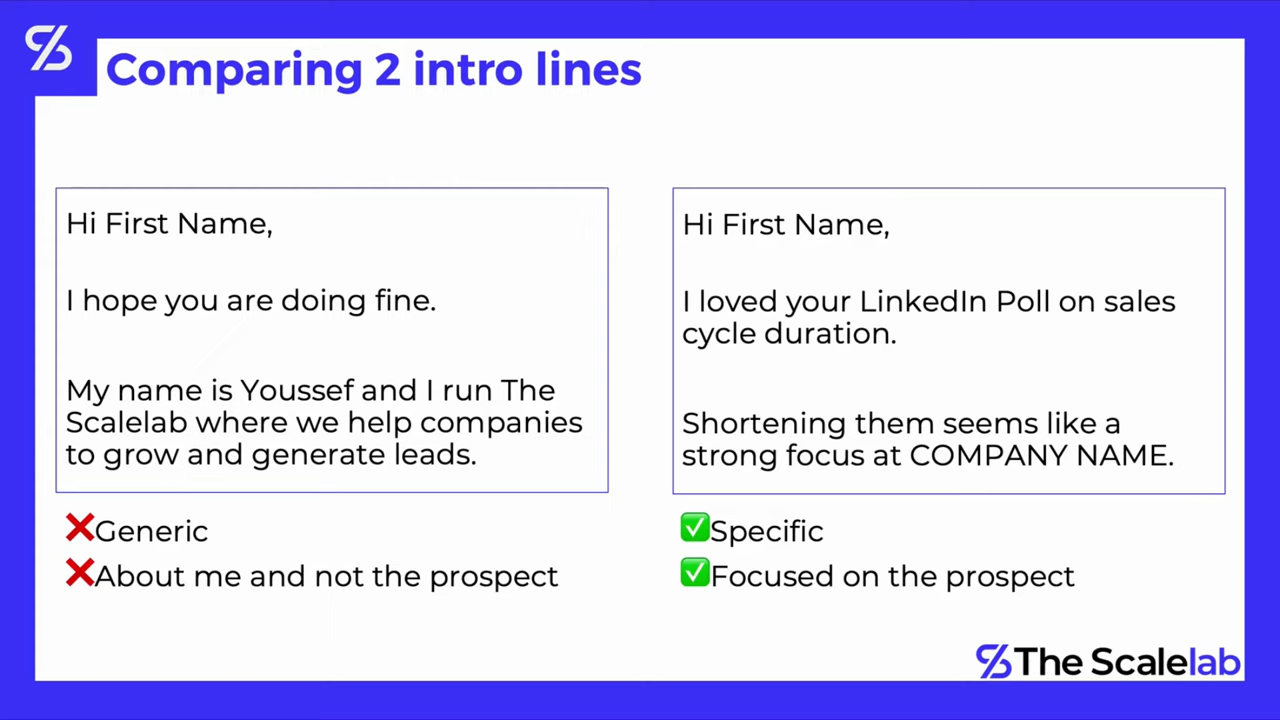 Comparing 2 intro lines
Hi First Name,
I hope you are doing fine.
My name is Youssef and I run The
Scalelab where we help companies
to grow and generate leads.
❌Generic
❌About me and not the prospect
Hi First Name,
I loved your LinkedIn Poll on sales
cycle duration.
Shortening them seems like a
strong focus at COMPANY NAME.
✅Specific
✅Focused on the prospect
The Scalelab